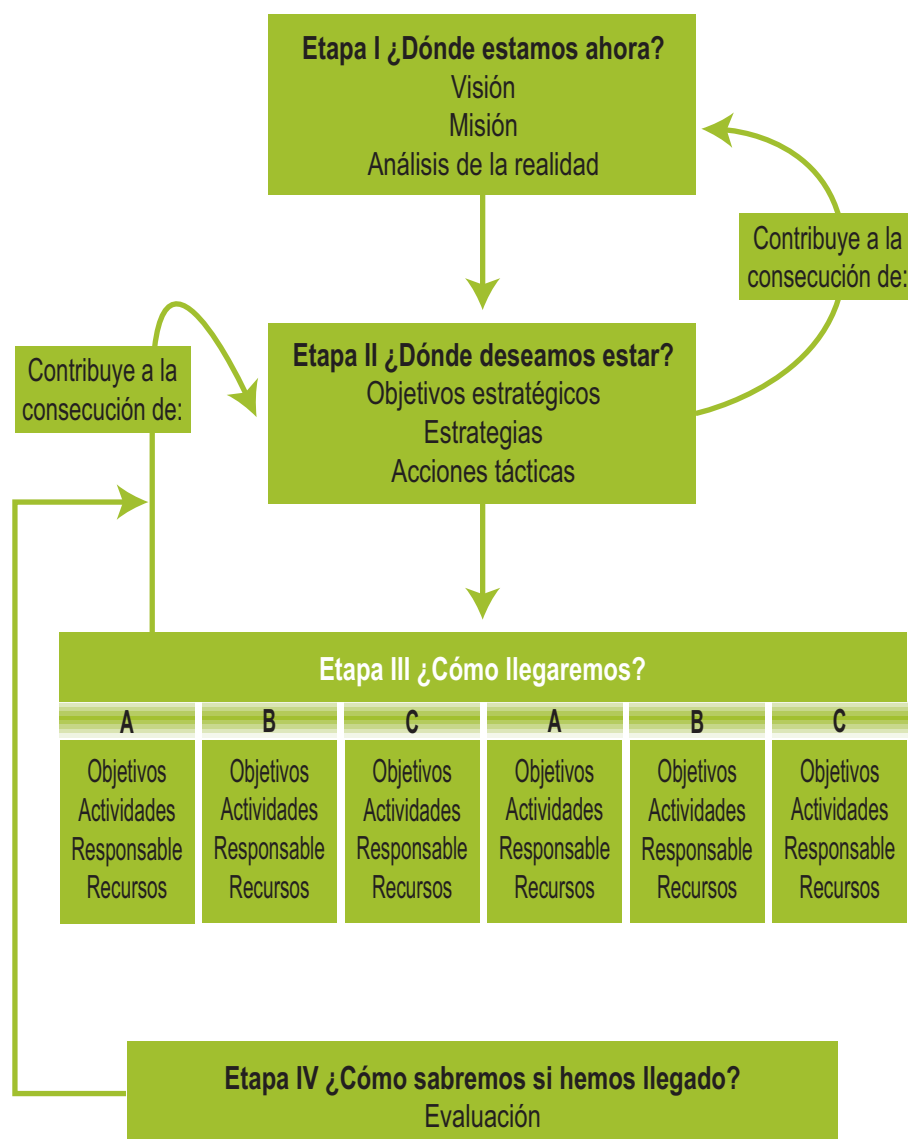 Etapa I ¿Dónde estamos ahora?
Visión
Misión
Análisis de la realidad
Contribuye a la
consecución de:
Etapa II ¿Dónde deseamos estar?
Objetivos estratégicos
Estrategias
Acciones tácticas
Contribuye a la
consecución de:
Etapa III ¿Cómo llegaremos?
A B C A B C
Objetivos Objetivos Objetivos Objetivos Objetivos Objetivos
Actividades Actividades Actividades Actividades Actividades Actividades
Responsable Responsable Responsable Responsable Responsable Responsable
Recursos Recursos Recursos Recursos Recursos Recursos
Etapa IV ¿Cómo sabremos si hemos llegado?
Evaluación